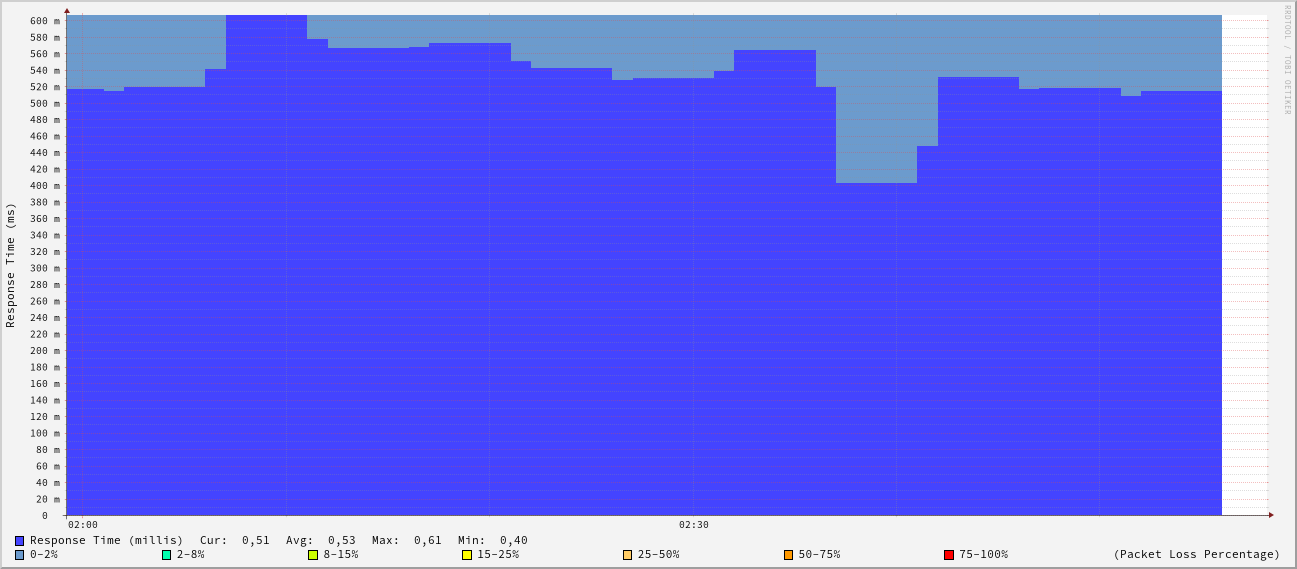 RRDTOOL / TOBI OETIKER
Response Time (ms)
600 m
580 m
560 m
540 m
520 m
500 m
480 m
460 m
440 m
420 m
400 m
380 m
360 m
340 m
320 m
300 m
280 m
260 m
240 m
220 m
200 m
180 m
160 m
140 m
120 m
100 m
80 m
60 m
40 m
20 m
0
02:00 02:30
Response Time (millis) Cur: 0,51 Avg: 0,53 Max: 0,61 Min: 0,40
0-2% 2-8% 8-15% 15-25% 25-50% 50-75% 75-100% (Packet Loss Percentage)